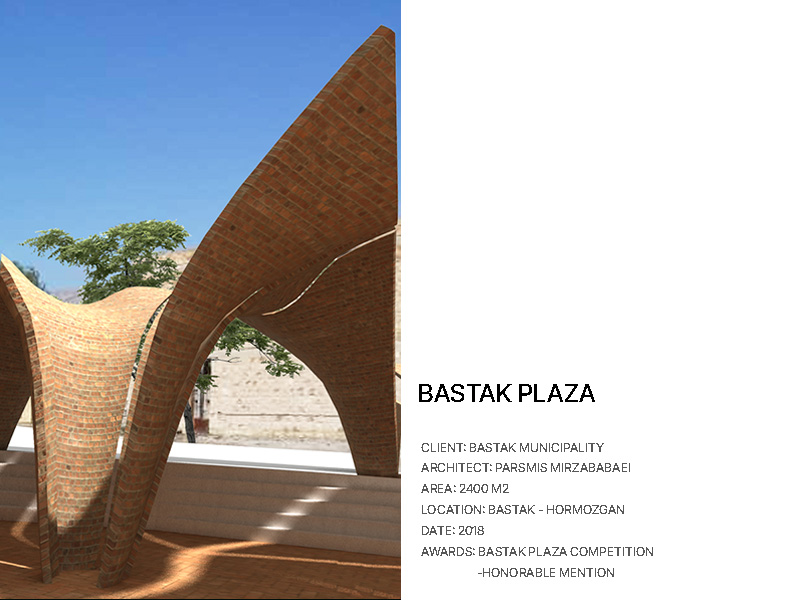 BASTAK PLAZA
CLIENT: BASTAK MUNICIPALITY
ARCHITECT: PARSMIS MIRZABABAEI
AREA: 2400 M2
LOCATION: BASTAK - HORMOZGAN
DATE: 2018
AWARDS: BASTAK PLAZA COMPETITION
-HONORABLE MENTION